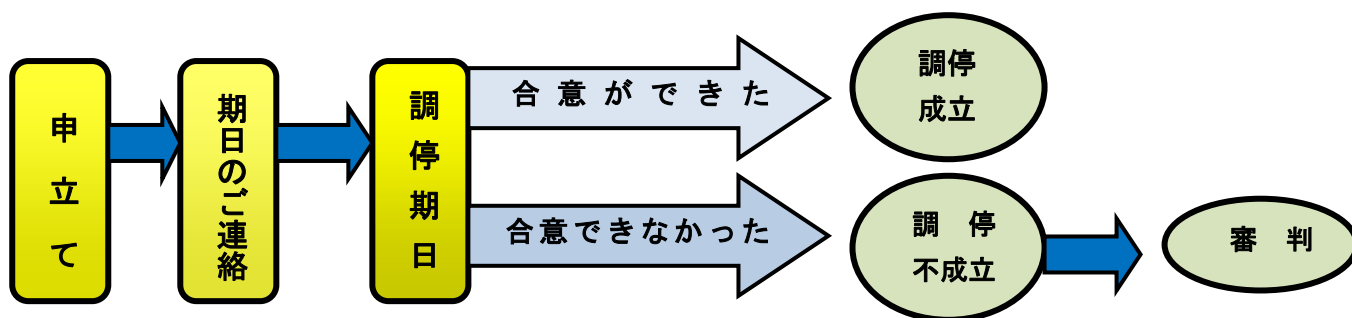 申立て
期日のご連絡
調停期日
合意ができた
合意できなかった
調停
成立
調　停
不成立
審　判